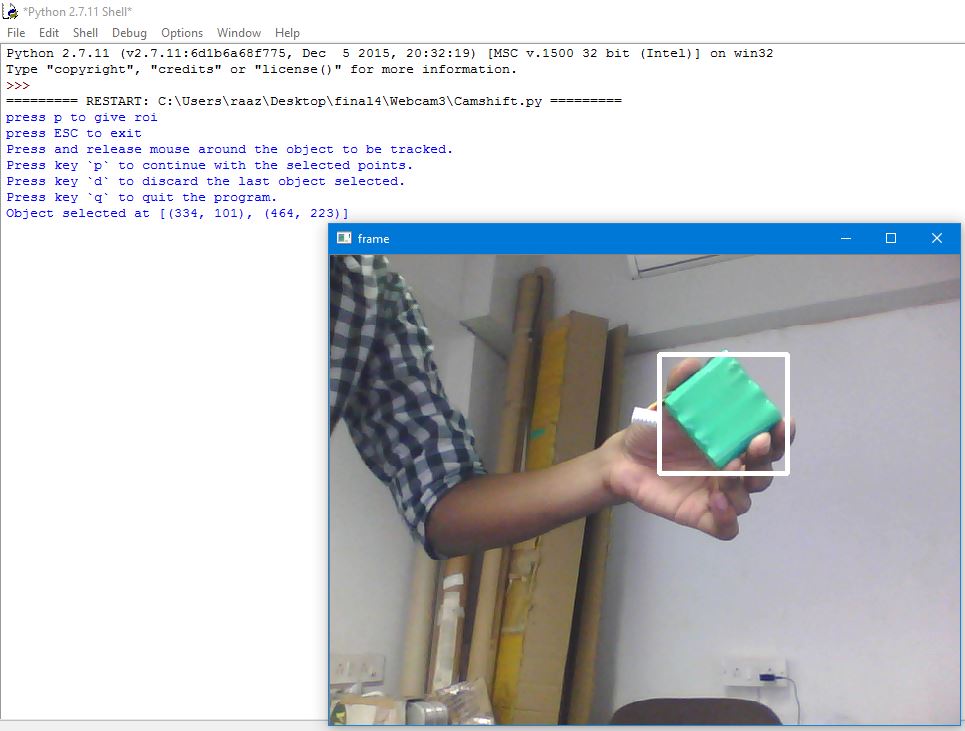 *Python 2.7.11 Shell*
File Edit Shell Debug Options Window Help
Python 2.7.11 (v2.7.11:6d1b6a68f775, Dec  5 2015, 20:32:19) [MSC v.1500 32 bit (Intel)] on win32
Type "copyright", "credits" or "license()" for more information.
>>>
========= RESTART: C:\Users\raaz\Desktop\final4\Webcam3\Camshift.py =========
press p to give roi
press ESC to exit
Press and release mouse around the object to be tracked.
Press key `p` to continue with the selected points.
Press key `d` to discard the last object selected.
Press key `q` to quit the program.
Object selected at [(334, 101), (464, 223)]
frame